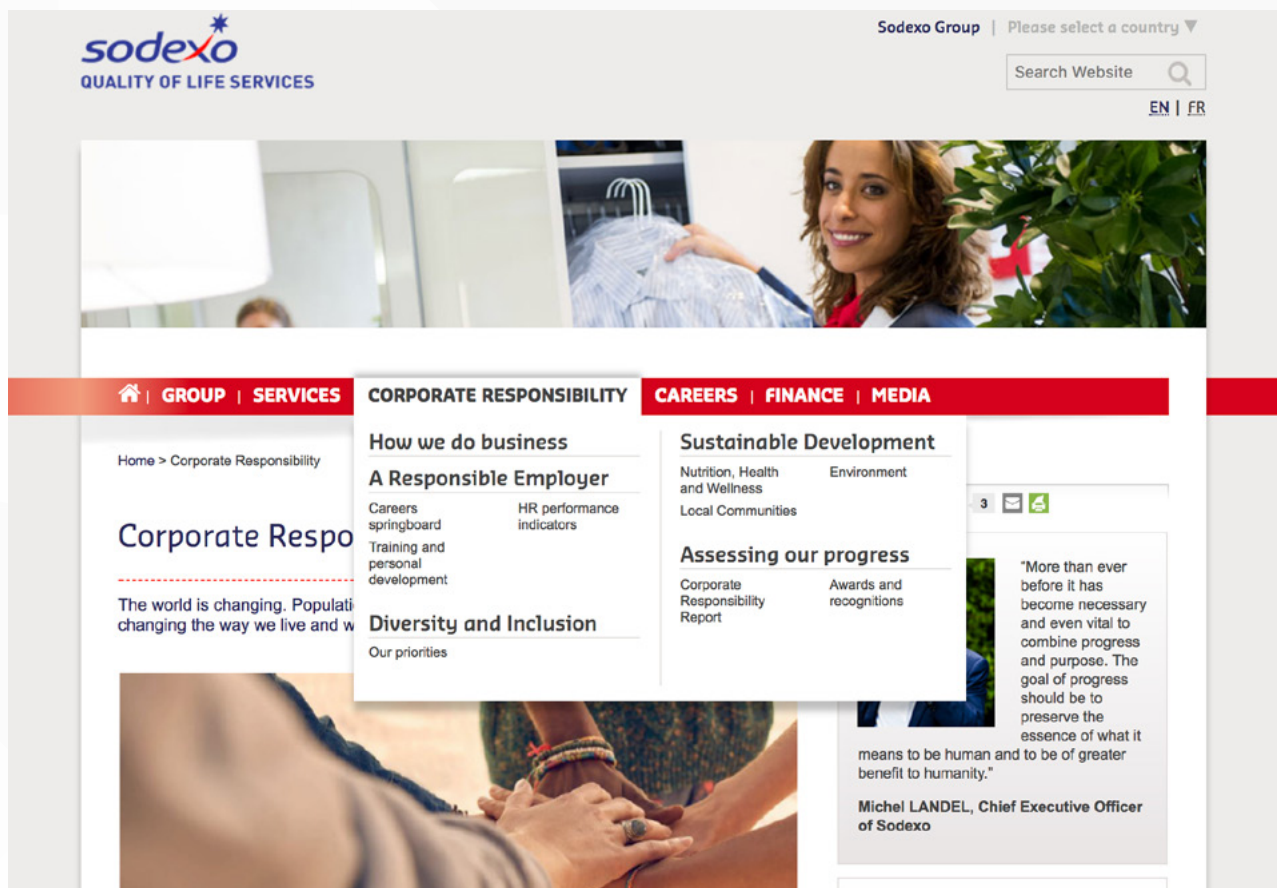 sodexo
QUALITY OF LIFE SERVICES
Sodexo Group | Please select a country ▼
Search Website
EN | FR
GROUP | SERVICES
CORPORATE RESPONSIBILITY
CAREERS | FINANCE | MEDIA
Home > Corporate Responsibility
How we do business
A Responsible Employer
Careers
springboard
Training and
personal
development
HR performance
indicators
Diversity and Inclusion
Our priorities
Sustainable Development
Nutrition, Health
and Wellness
Local Communities
Environment
Assessing our progress
Corporate
Responsibility
Report
Awards and
recognitions
3
Corporate Respo
The world is changing. Populati
changing the way we live and w
"More than ever
before it has
become necessary
and even vital to
combine progress
and purpose. The
goal of progress
should be to
preserve the
essence of what it
means to be human and to be of greater
benefit to humanity."
Michel LANDEL, Chief Executive Officer
of Sodexo